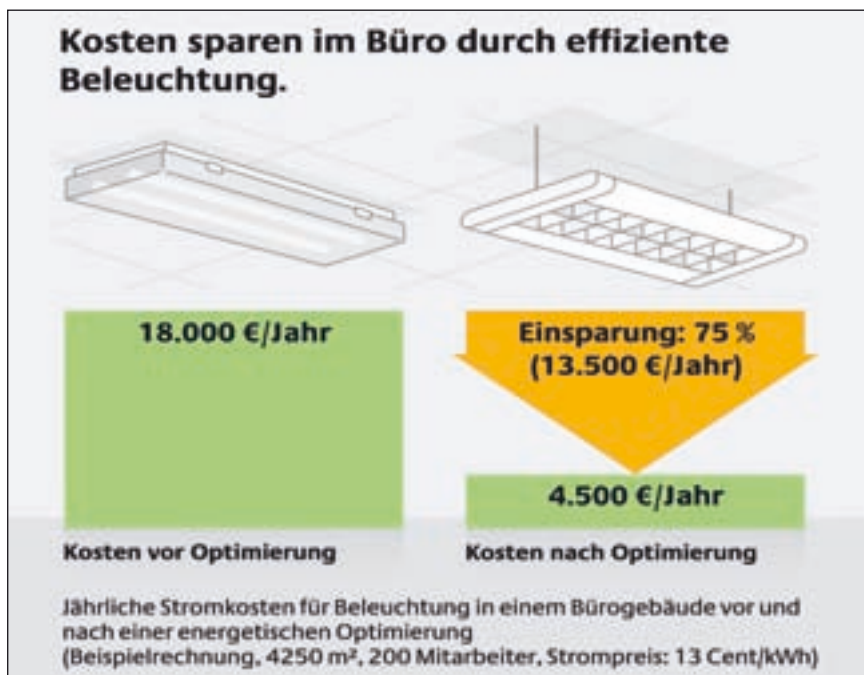 Kosten sparen im Büro durch effiziente
Beleuchtung.
18.000 €/Jahr
Einsparung: 75 %
(13.500 €/Jahr)
4.500 €/Jahr
Kosten vor Optimierung
Kosten nach Optimierung
Jährliche Stromkosten für Beleuchtung in einem Bürogebäude vor und
nach einer energetischen Optimierung
(Beispielrechnung, 4250 m², 200 Mitarbeiter, Strompreis: 13 Cent/kWh)